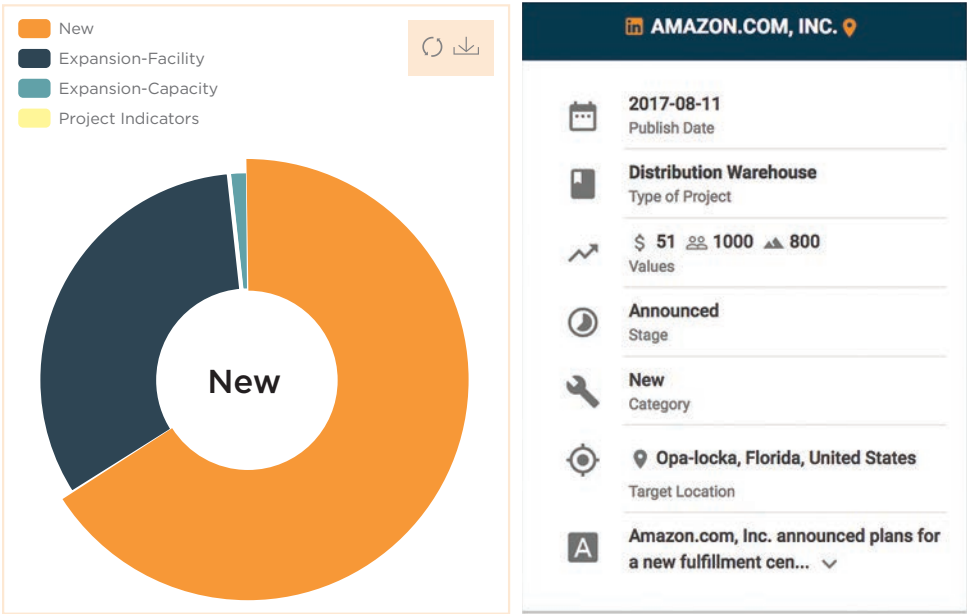 New
Expansion-Facility
Expansion-Capacity
Project Indicators
New
in AMAZON.COM, INC.
2017-08-11
Publish Date
Distribution Warehouse
Type of Project
$ 51 1000 800
Values
Announced
Stage
New
Category
Opa-locka, Florida, United States
Target Location
A
Amazon.com, Inc. announced plans for
a new fulfillment cen...